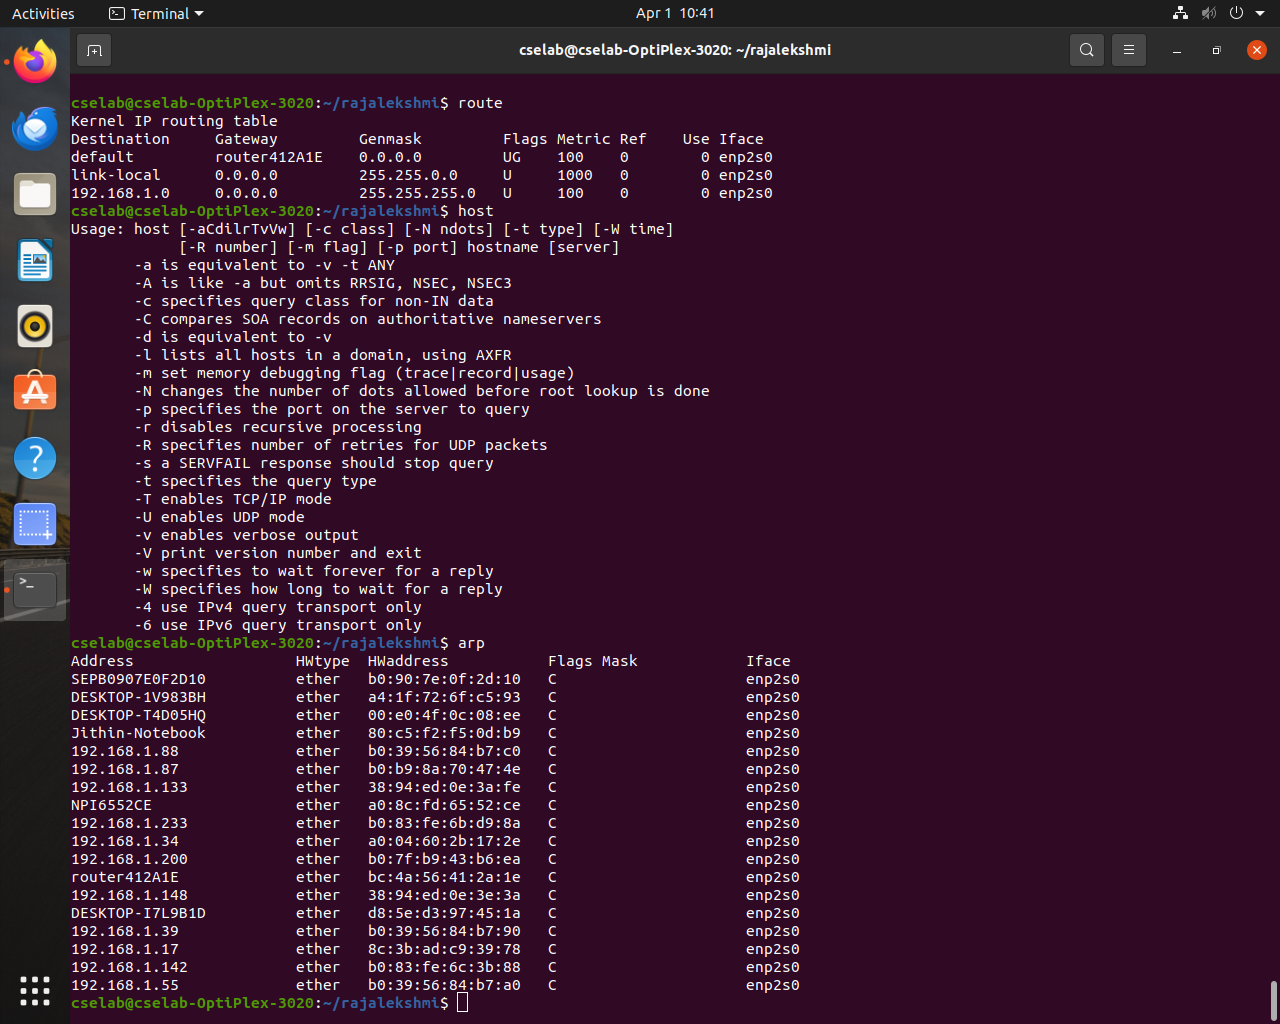 Activities
Terminal
Apr 1  10:41
cselab@cselab-OptiPlex-3020: ~/rajalekshmi
cselab@cselab-OptiPlex-3020:~/rajalekshmi$ route
Kernel IP routing table
Destination     Gateway         Genmask         Flags Metric Ref    Use Iface
default         router412A1E    0.0.0.0         UG    100    0        0 enp2s0
link-local      0.0.0.0         255.255.0.0     U     1000   0        0 enp2s0
192.168.1.0     0.0.0.0         255.255.255.0   U     100    0        0 enp2s0
cselab@cselab-OptiPlex-3020:~/rajalekshmi$ host
Usage: host [-aCdilrTvVw] [-c class] [-N ndots] [-t type] [-W time]
            [-R number] [-m flag] [-p port] hostname [server]
       -a is equivalent to -v -t ANY
       -A is like -a but omits RRSIG, NSEC, NSEC3
       -c specifies query class for non-IN data
       -C compares SOA records on authoritative nameservers
       -d is equivalent to -v
       -l lists all hosts in a domain, using AXFR
       -m set memory debugging flag (trace|record|usage)
       -N changes the number of dots allowed before root lookup is done
       -p specifies the port on the server to query
       -r disables recursive processing
       -R specifies number of retries for UDP packets
       -s a SERVFAIL response should stop query
       -t specifies the query type
       -T enables TCP/IP mode
       -U enables UDP mode
       -v enables verbose output
       -V print version number and exit
       -w specifies to wait forever for a reply
       -W specifies how long to wait for a reply
       -4 use IPv4 query transport only
       -6 use IPv6 query transport only
cselab@cselab-OptiPlex-3020:~/rajalekshmi$ arp
Address                  HWtype  HWaddress           Flags Mask            Iface
SEPB0907E0F2D10          ether   b0:90:7e:0f:2d:10   C                     enp2s0
DESKTOP-1V983BH          ether   a4:1f:72:6f:c5:93   C                     enp2s0
DESKTOP-T4D05HQ          ether   00:e0:4f:0c:08:ee   C                     enp2s0
Jithin-Notebook          ether   80:c5:f2:f5:0d:b9   C                     enp2s0
192.168.1.88             ether   b0:39:56:84:b7:c0   C                     enp2s0
192.168.1.87             ether   b0:b9:8a:70:47:4e   C                     enp2s0
192.168.1.133            ether   38:94:ed:0e:3a:fe   C                     enp2s0
NPI6552CE                ether   a0:8c:fd:65:52:ce   C                     enp2s0
192.168.1.233            ether   b0:83:fe:6b:d9:8a   C                     enp2s0
192.168.1.34             ether   a0:04:60:2b:17:2e   C                     enp2s0
192.168.1.200            ether   b0:7f:b9:43:b6:ea   C                     enp2s0
router412A1E             ether   bc:4a:56:41:2a:1e   C                     enp2s0
192.168.1.148            ether   38:94:ed:0e:3e:3a   C                     enp2s0
DESKTOP-I7L9B1D          ether   d8:5e:d3:97:45:1a   C                     enp2s0
192.168.1.39             ether   b0:39:56:84:b7:90   C                     enp2s0
192.168.1.17             ether   8c:3b:ad:c9:39:78   C                     enp2s0
192.168.1.142            ether   b0:83:fe:6c:3b:88   C                     enp2s0
192.168.1.55             ether   b0:39:56:84:b7:a0   C                     enp2s0
cselab@cselab-OptiPlex-3020:~/rajalekshmi$